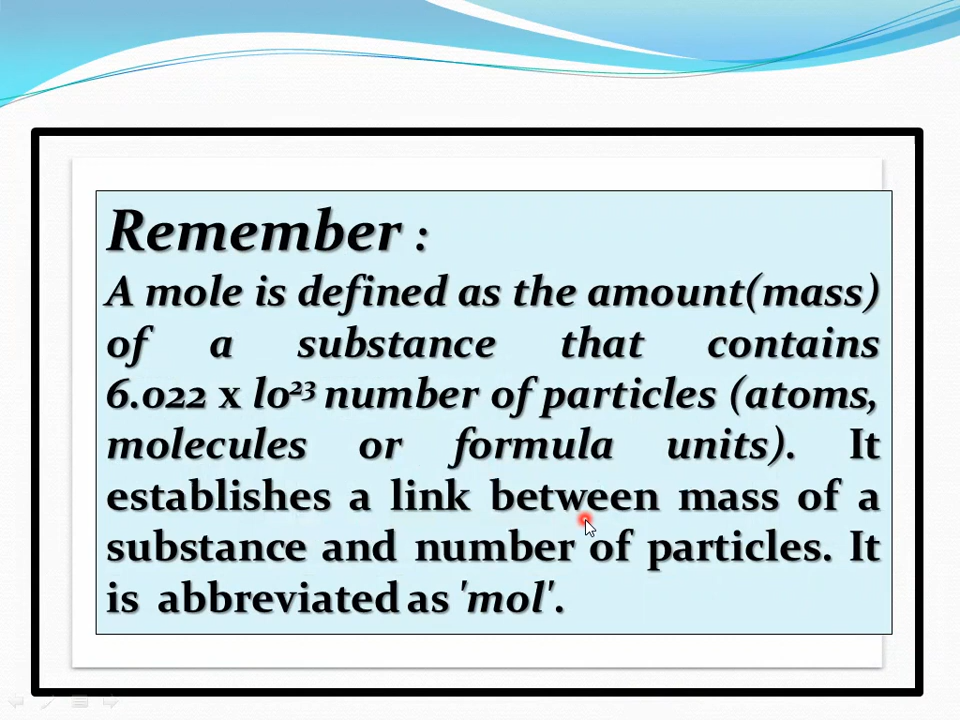 Remember :
A mole is defined as the amount(mass)
of a substance that contains
6.022 x lo²³ number of particles (atoms,
molecules or formula units). It
establishes a link between mass of a
substance and number of particles. It
is abbreviated as 'mol'.